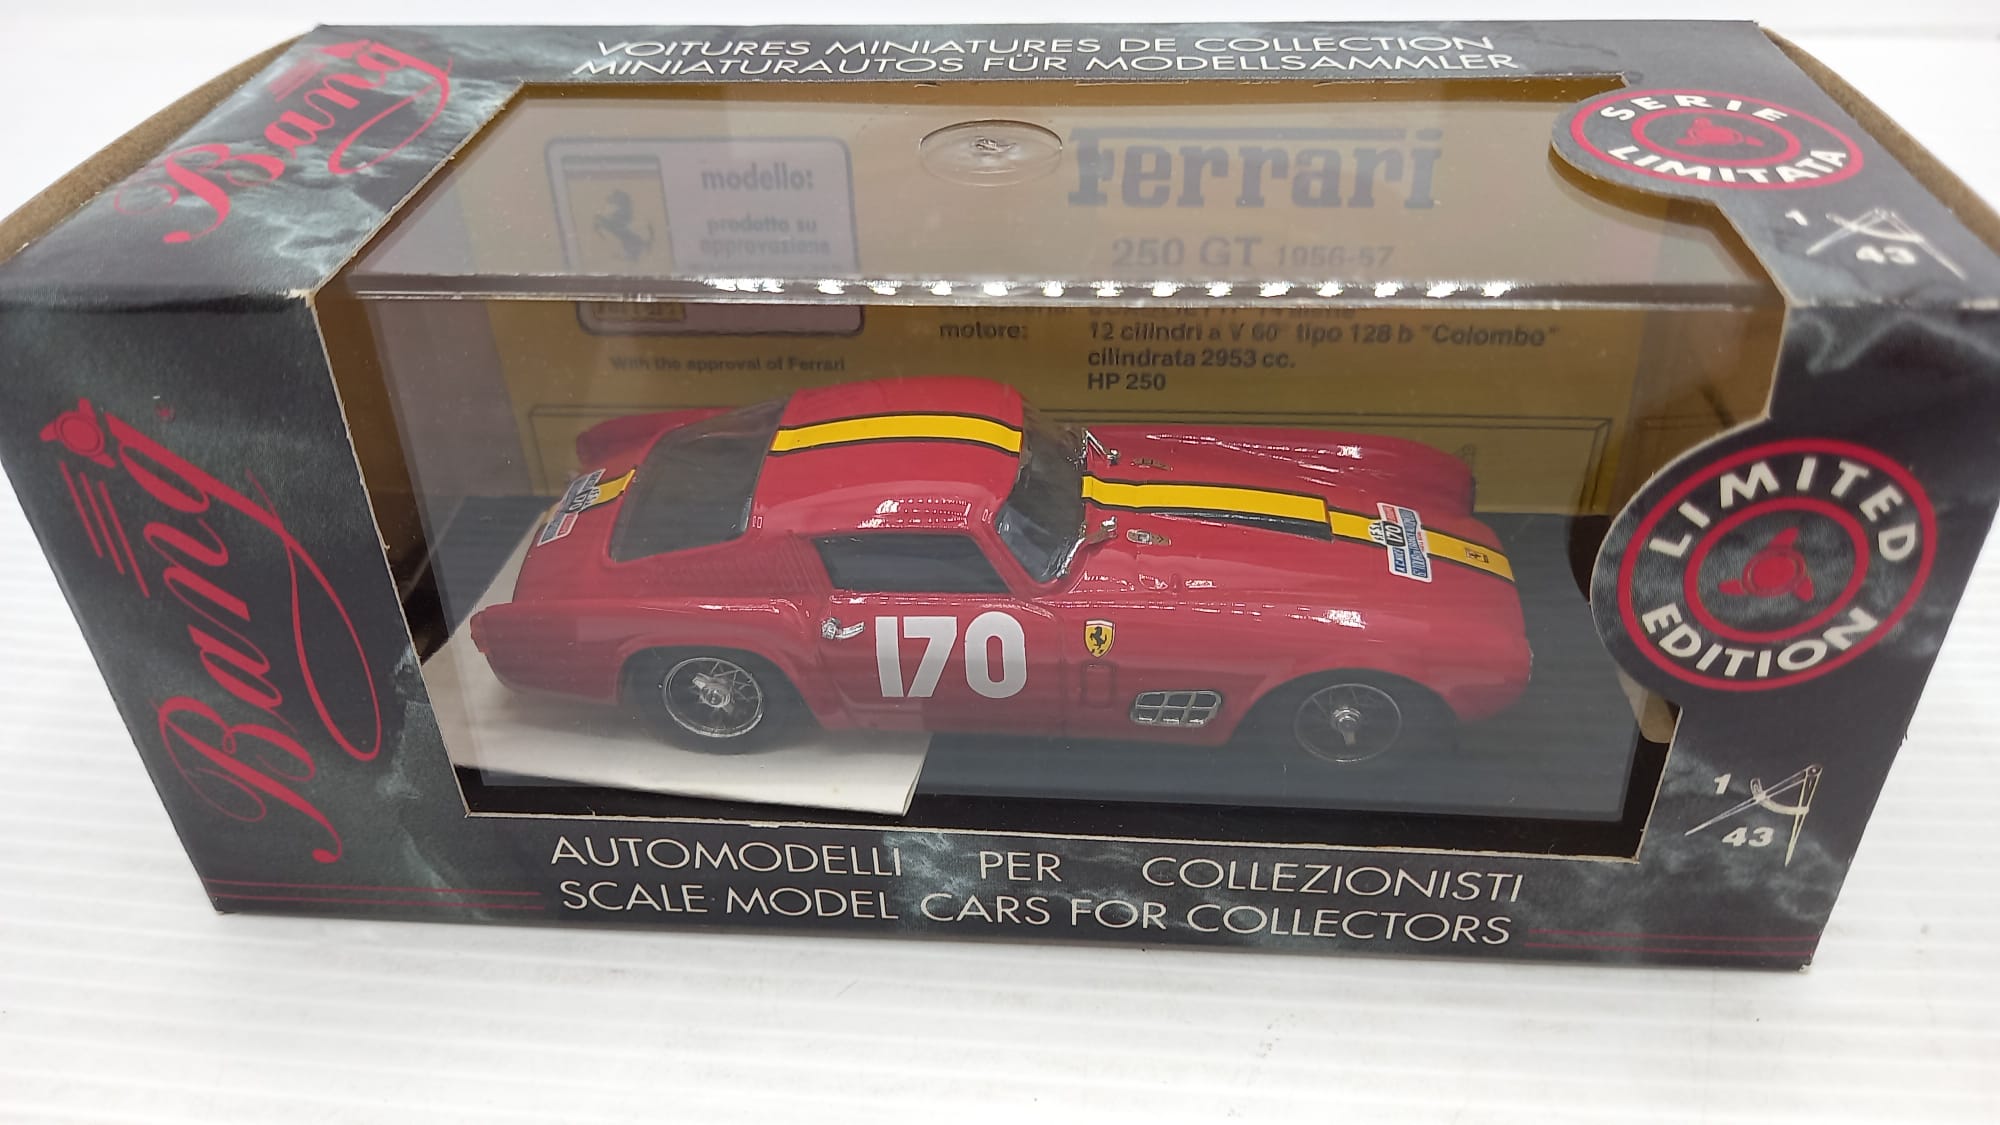 VOITURES MINIATURES DE COLLECTION
MINIATURAUTOS FÜR MODELLSAMMLER
Bang
SERIE LIMITATA
1
43
modello:
prodotto su
approvazione
Ferrari
250 GT 1956-57
motore: 12 cilindri a V 60° tipo 128 b "Colombo"
cilindrata 2953 cc.
HP 250
With the approval of Ferrari
170
170
Bang
LIMITED EDITION
1
43
AUTOMODELLI PER COLLEZIONISTI
SCALE MODEL CARS FOR COLLECTORS